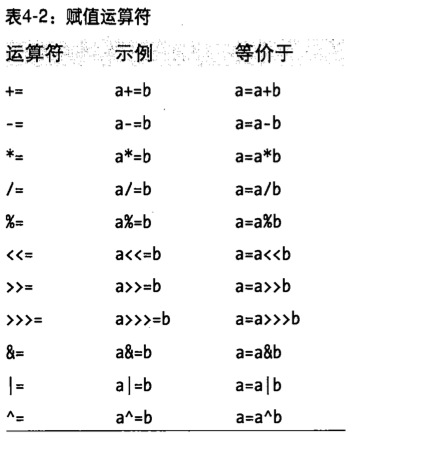 表4-2：赋值运算符
运算符 示例 等价于
+= a+=b a=a+b
-= a-=b a=a-b
*= a*=b a=a*b
/= a/=b a=a/b
%= a%=b a=a%b
<<= a<<=b a=a<<b
>>= a>>=b a=a>>b
>>>= a>>>=b a=a>>>b
&= a&=b a=a&b
|= a|=b a=a|b
^= a^=b a=a^b